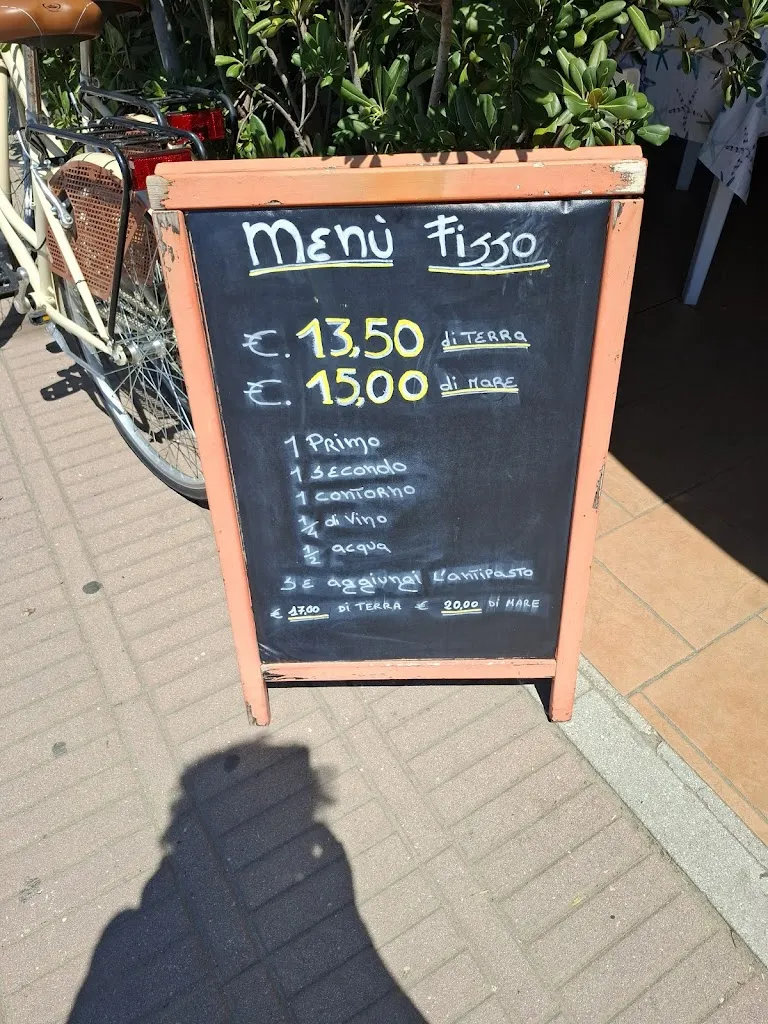 Menù Fisso
€. 13,50 di TERRA
€. 15,00 di MARE
1 Primo
1 Secondo
1 contorno
1/4 di Vino
1/2 acqua
SE aggiungi L'ANTIPASTO
€ 17,00 DI TERRA € 20,00 DI MARE